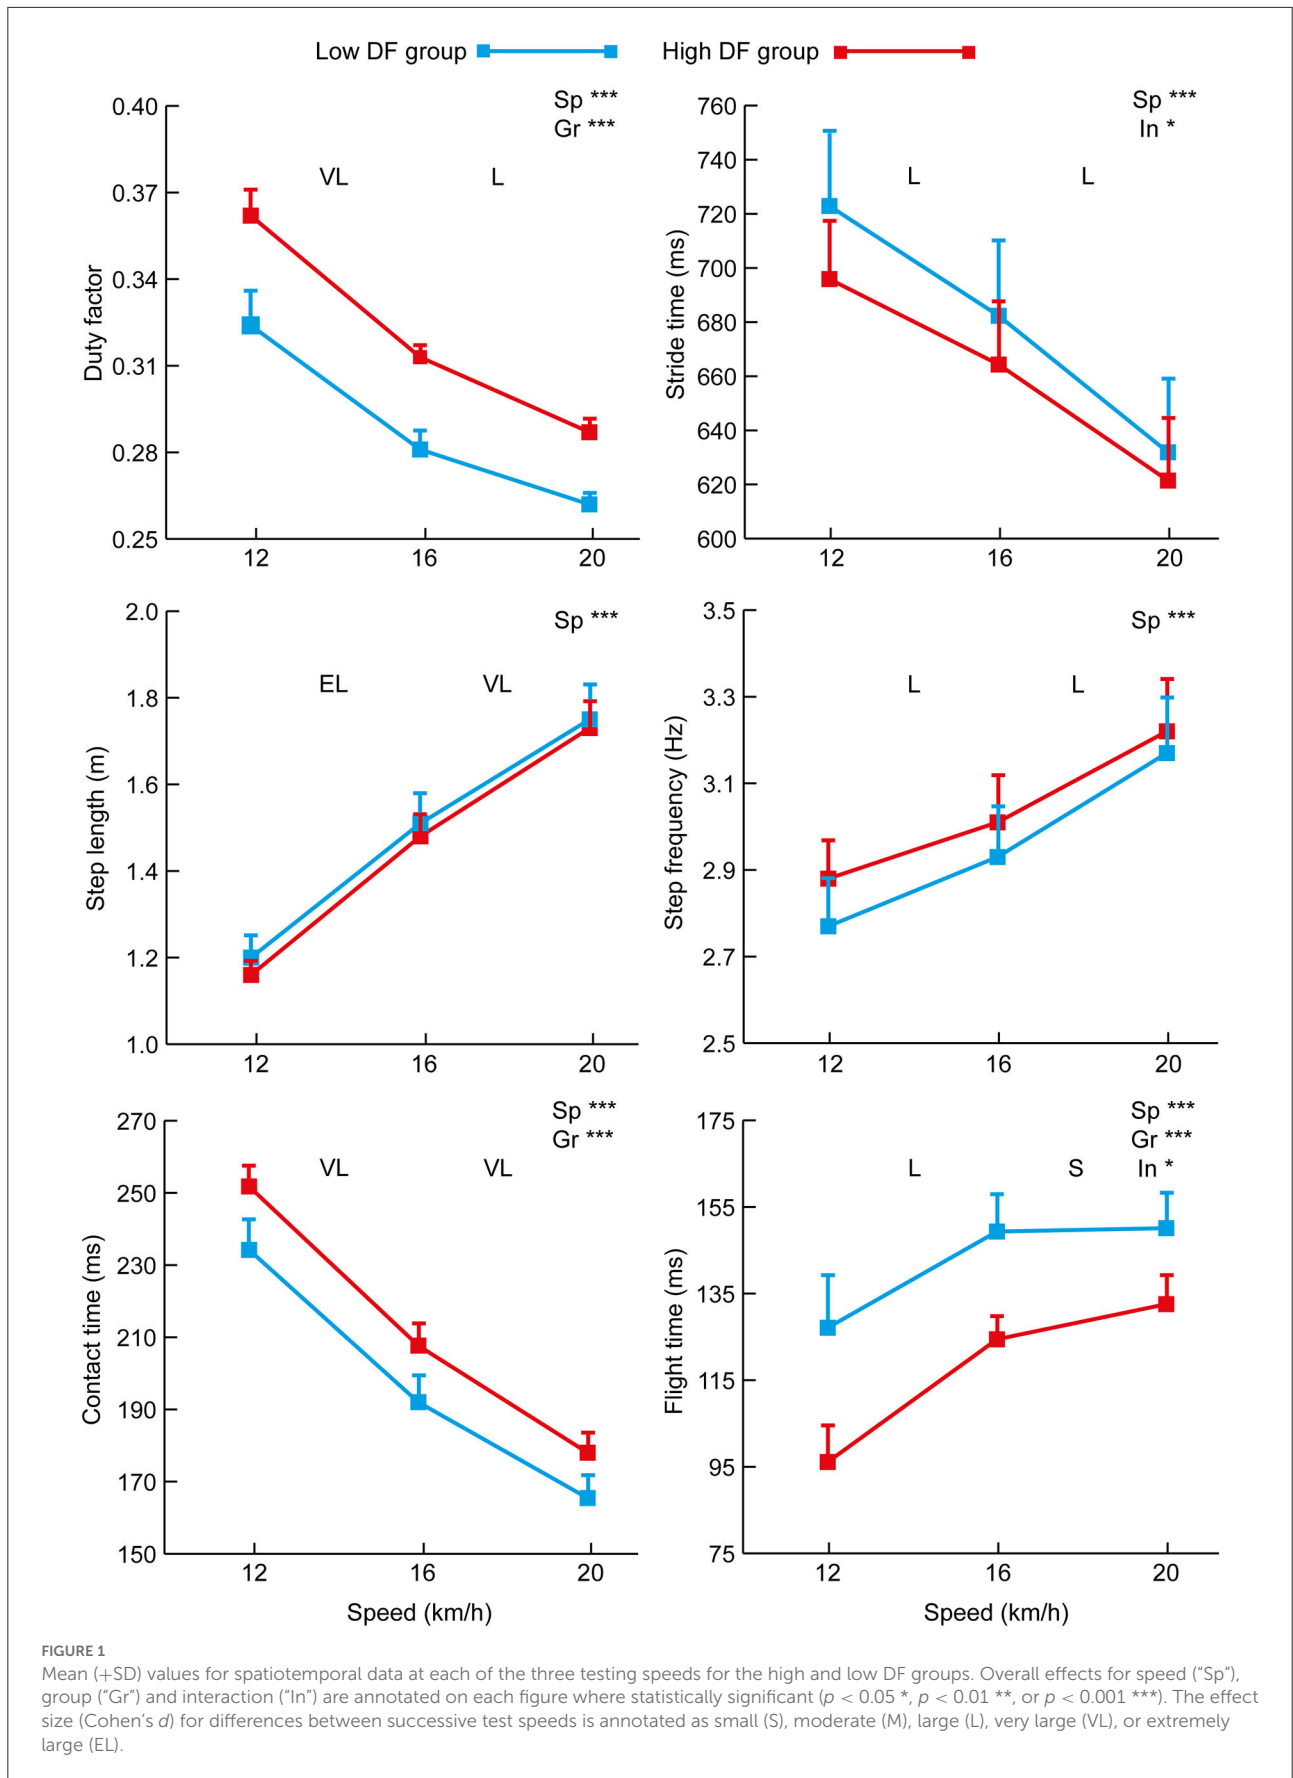 Low DF group
High DF group
Sp ***
Gr ***
VL
L
Duty factor
0.40
0.37
0.34
0.31
0.28
0.25
12
16
20
Sp ***
In *
L
L
Stride time (ms)
760
740
720
700
680
660
640
620
600
12
16
20
Sp ***
EL
VL
Step length (m)
2.0
1.8
1.6
1.4
1.2
1.0
12
16
20
Sp ***
L
L
Step frequency (Hz)
3.5
3.3
3.1
2.9
2.7
2.5
12
16
20
Sp ***
Gr ***
VL
VL
Contact time (ms)
270
250
230
210
190
170
150
12
16
20
Speed (km/h)
Sp ***
Gr ***
In *
L
S
Flight time (ms)
175
155
135
115
95
75
12
16
20
Speed (km/h)
FIGURE 1
Mean (+SD) values for spatiotemporal data at each of the three testing speeds for the high and low DF groups. Overall effects for speed (“Sp”),
group (“Gr”) and interaction (“In”) are annotated on each figure where statistically significant (p < 0.05 *, p < 0.01 **, or p < 0.001 ***). The effect
size (Cohen’s d) for differences between successive test speeds is annotated as small (S), moderate (M), large (L), very large (VL), or extremely
large (EL).